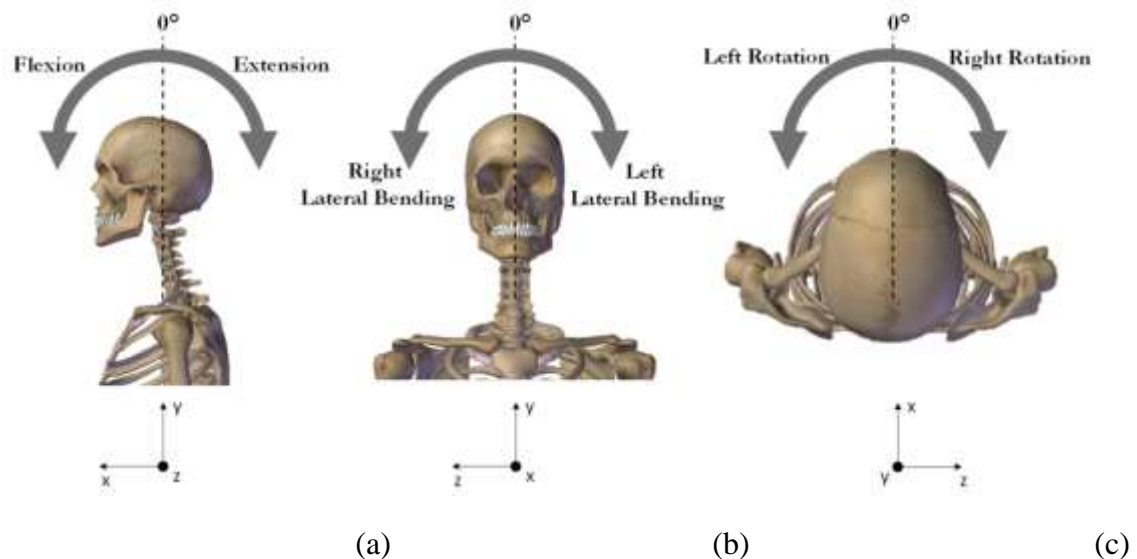 0°
Flexion
Extension
y
x
z
(a)
0°
Right
Lateral Bending
Left
Lateral Bending
y
z
x
(b)
0°
Left Rotation
Right Rotation
x
y
z
(c)